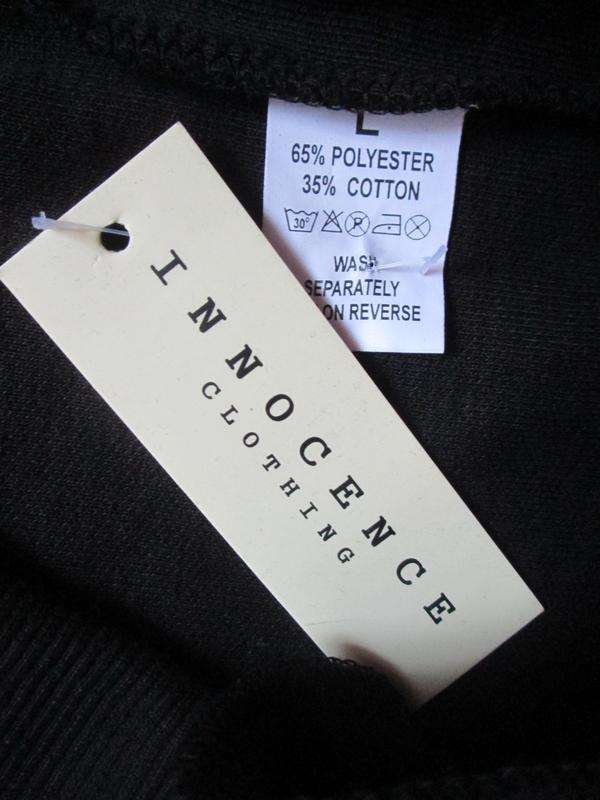 L
65% POLYESTER
35% COTTON
30°
P
WASH
SEPARATELY
ON REVERSE
INNOCENCE
CLOTHING